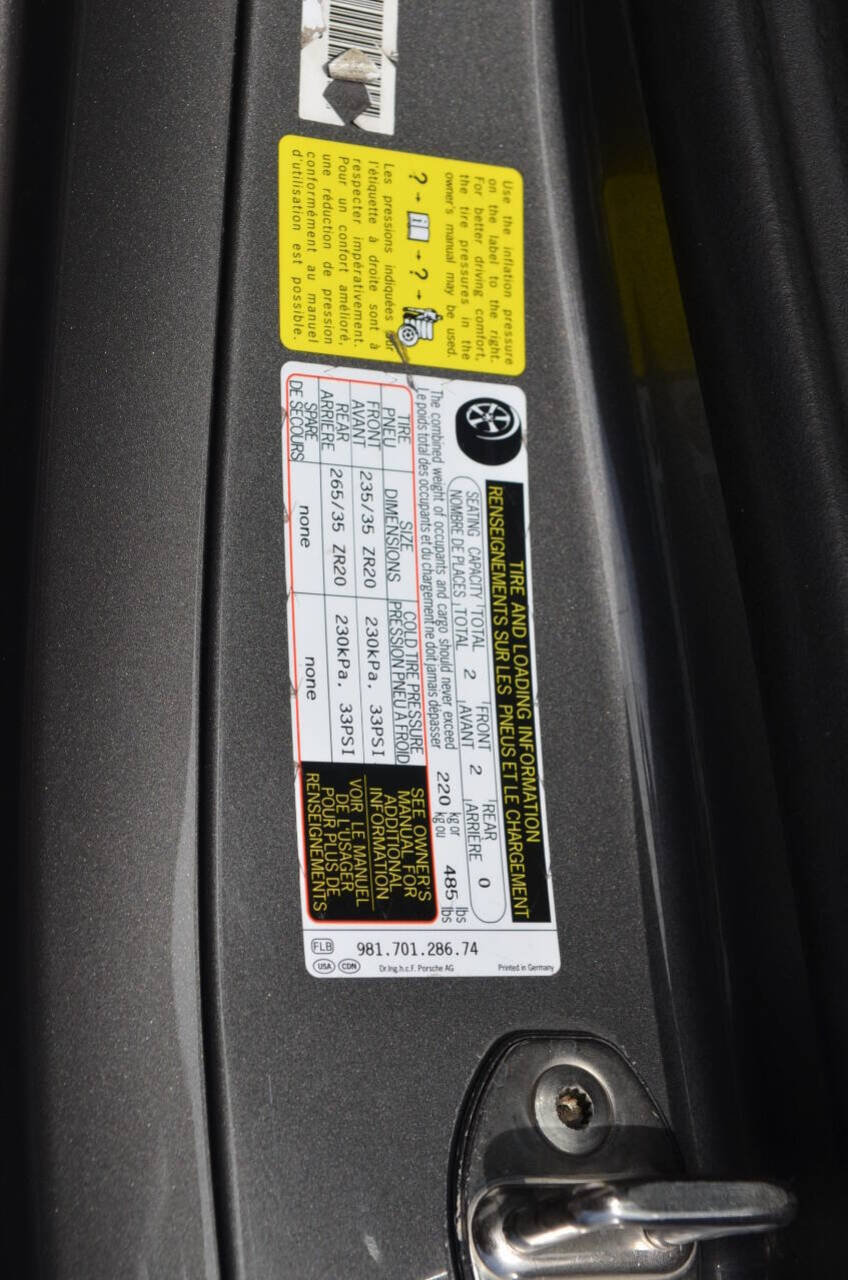 Use the inflation pressure
on the label to the right.
For better driving comfort,
the tire pressures in the
owner's manual may be used.
? → i → ? →
Les pressions indiquées sur
l'étiquette à droite sont à
respecter impérativement.
Pour un confort amélioré,
une réduction de pression
conformément au manuel
d'utilisation est possible.
TIRE AND LOADING INFORMATION
RENSEIGNEMENTS SUR LES PNEUS ET LE CHARGEMENT
SEATING CAPACITY TOTAL 2 FRONT 2 REAR 0
NOMBRE DE PLACES TOTAL AVANT ARRIÈRE
The combined weight of occupants and cargo should never exceed 220 kg or 485 lbs
Le poids total des occupants et du chargement ne doit jamais dépasser kg ou lbs
TIRE SIZE COLD TIRE PRESSURE
PNEU DIMENSIONS PRESSION PNEU À FROID
FRONT 235/35 ZR20 230kPa. 33PSI
AVANT
REAR 265/35 ZR20 230kPa. 33PSI
ARRIÈRE
SPARE none none
DE SECOURS
SEE OWNER'S
MANUAL FOR
ADDITIONAL
INFORMATION
VOIR LE MANUEL
DE L'USAGER
POUR PLUS DE
RENSEIGNEMENTS
981.701.286.74
FLB
USA CDN Dr.Ing.h.c.F. Porsche AG Printed in Germany